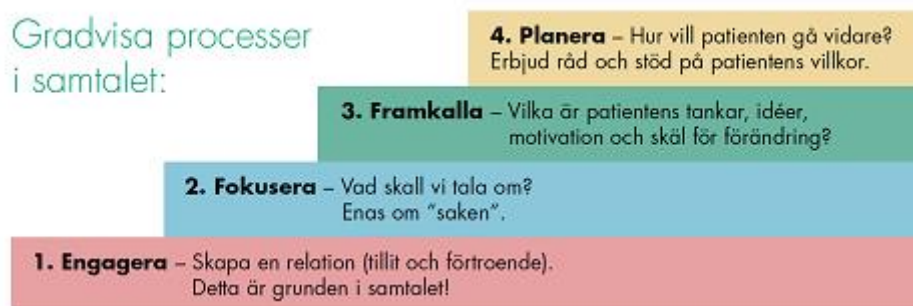 Gradvisa processer
i samtalet:
4. Planera – Hur vill patienten gå vidare?
Erbjud råd och stöd på patientens villkor.
3. Framkalla – Vilka är patientens tankar, idéer,
motivation och skäl för förändring?
2. Fokusera – Vad skall vi tala om?
Enas om "saken".
1. Engagera – Skapa en relation (tillit och förtroende).
Detta är grunden i samtalet!